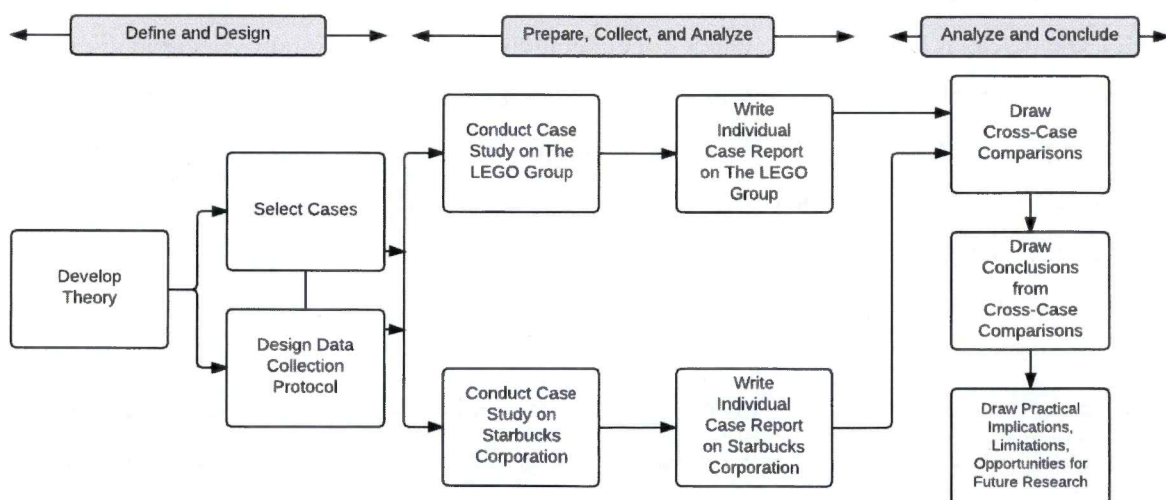 Define and Design
Prepare, Collect, and Analyze
Analyze and Conclude
Develop
Theory
Select Cases
Design Data
Collection
Protocol
Conduct Case
Study on The
LEGO Group
Write
Individual
Case Report
on The LEGO
Group
Conduct Case
Study on
Starbucks
Corporation
Write
Individual
Case Report
on Starbucks
Corporation
Draw
Cross-Case
Comparisons
Draw
Conclusions
from
Cross-Case
Comparisons
Draw Practical
Implications,
Limitations,
Opportunities for
Future Research